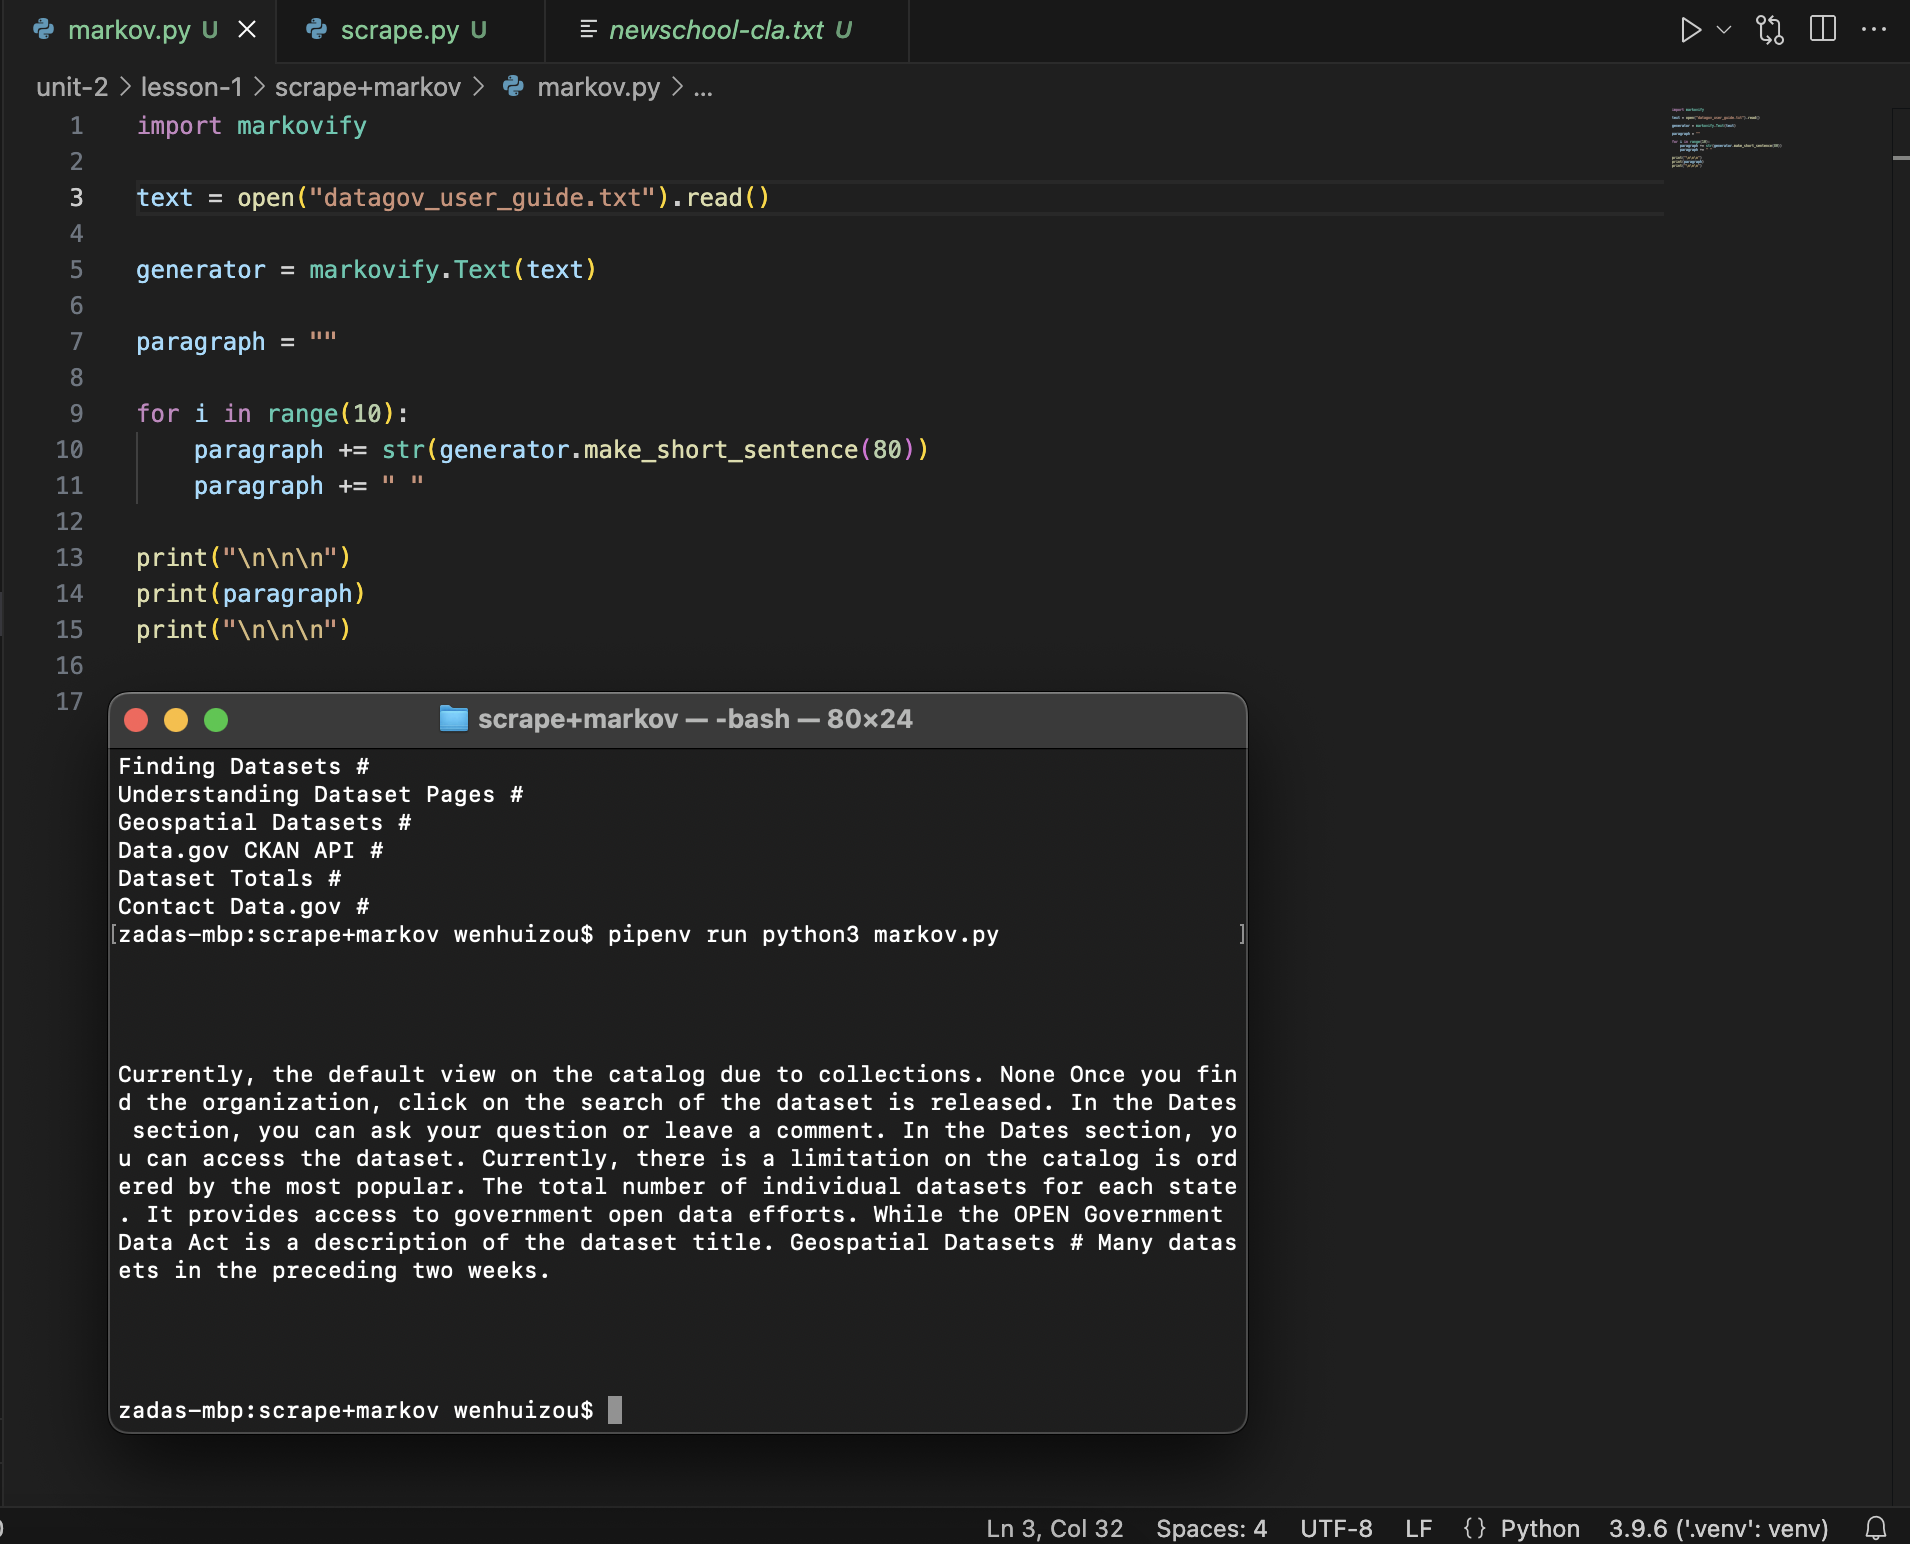 markov.py U
scrape.py U
newschool-cla.txt U
unit-2 > lesson-1 > scrape+markov > markov.py > ...
1 import markovify
2
3 text = open("datagov_user_guide.txt").read()
4
5 generator = markovify.Text(text)
6
7 paragraph = ""
8
9 for i in range(10):
10     paragraph += str(generator.make_short_sentence(80))
11     paragraph += " "
12
13 print("\n\n\n")
14 print(paragraph)
15 print("\n\n\n")
16
17
scrape+markov — -bash — 80×24
Finding Datasets #
Understanding Dataset Pages #
Geospatial Datasets #
Data.gov CKAN API #
Dataset Totals #
Contact Data.gov #
[zadas-mbp:scrape+markov wenhuizou$ pipenv run python3 markov.py ]
Currently, the default view on the catalog due to collections. None Once you fin
d the organization, click on the search of the dataset is released. In the Dates
 section, you can ask your question or leave a comment. In the Dates section, yo
u can access the dataset. Currently, there is a limitation on the catalog is ord
ered by the most popular. The total number of individual datasets for each state
. It provides access to government open data efforts. While the OPEN Government
Data Act is a description of the dataset title. Geospatial Datasets # Many datas
ets in the preceding two weeks.
zadas-mbp:scrape+markov wenhuizou$
Ln 3, Col 32 Spaces: 4 UTF-8 LF {} Python 3.9.6 ('.venv': venv)